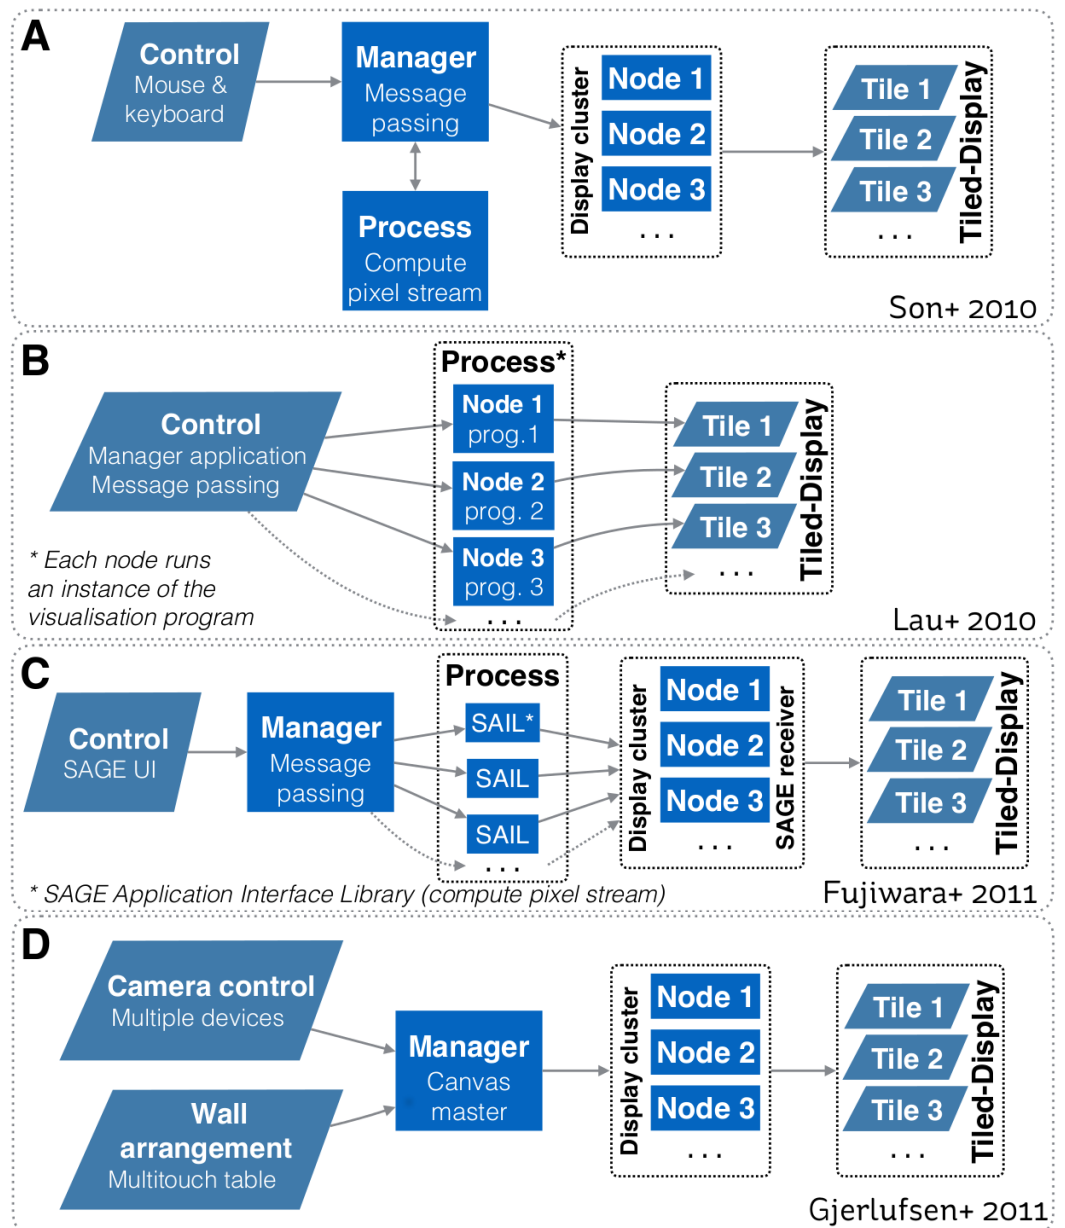 A
Control
Mouse &
keyboard
Manager
Message
passing
Process
Compute
pixel stream
Display cluster
Node 1
Node 2
Node 3
. . .
Tile 1
Tile 2
Tile 3
. . .
Tiled-Display
Son+ 2010
B
Control
Manager application
Message passing
* Each node runs
an instance of the
visualisation program
Process*
Node 1
prog.1
Node 2
prog. 2
Node 3
prog. 3
. . .
Tile 1
Tile 2
Tile 3
. . .
Tiled-Display
Lau+ 2010
C
Control
SAGE UI
Manager
Message
passing
Process
SAIL*
SAIL
SAIL
. . .
Display cluster
Node 1
Node 2
Node 3
. . .
SAGE receiver
Tile 1
Tile 2
Tile 3
. . .
Tiled-Display
* SAGE Application Interface Library (compute pixel stream)
Fujiwara+ 2011
D
Camera control
Multiple devices
Wall
arrangement
Multitouch table
Manager
Canvas
master
Display cluster
Node 1
Node 2
Node 3
. . .
Tile 1
Tile 2
Tile 3
. . .
Tiled-Display
Gjerlufsen+ 2011